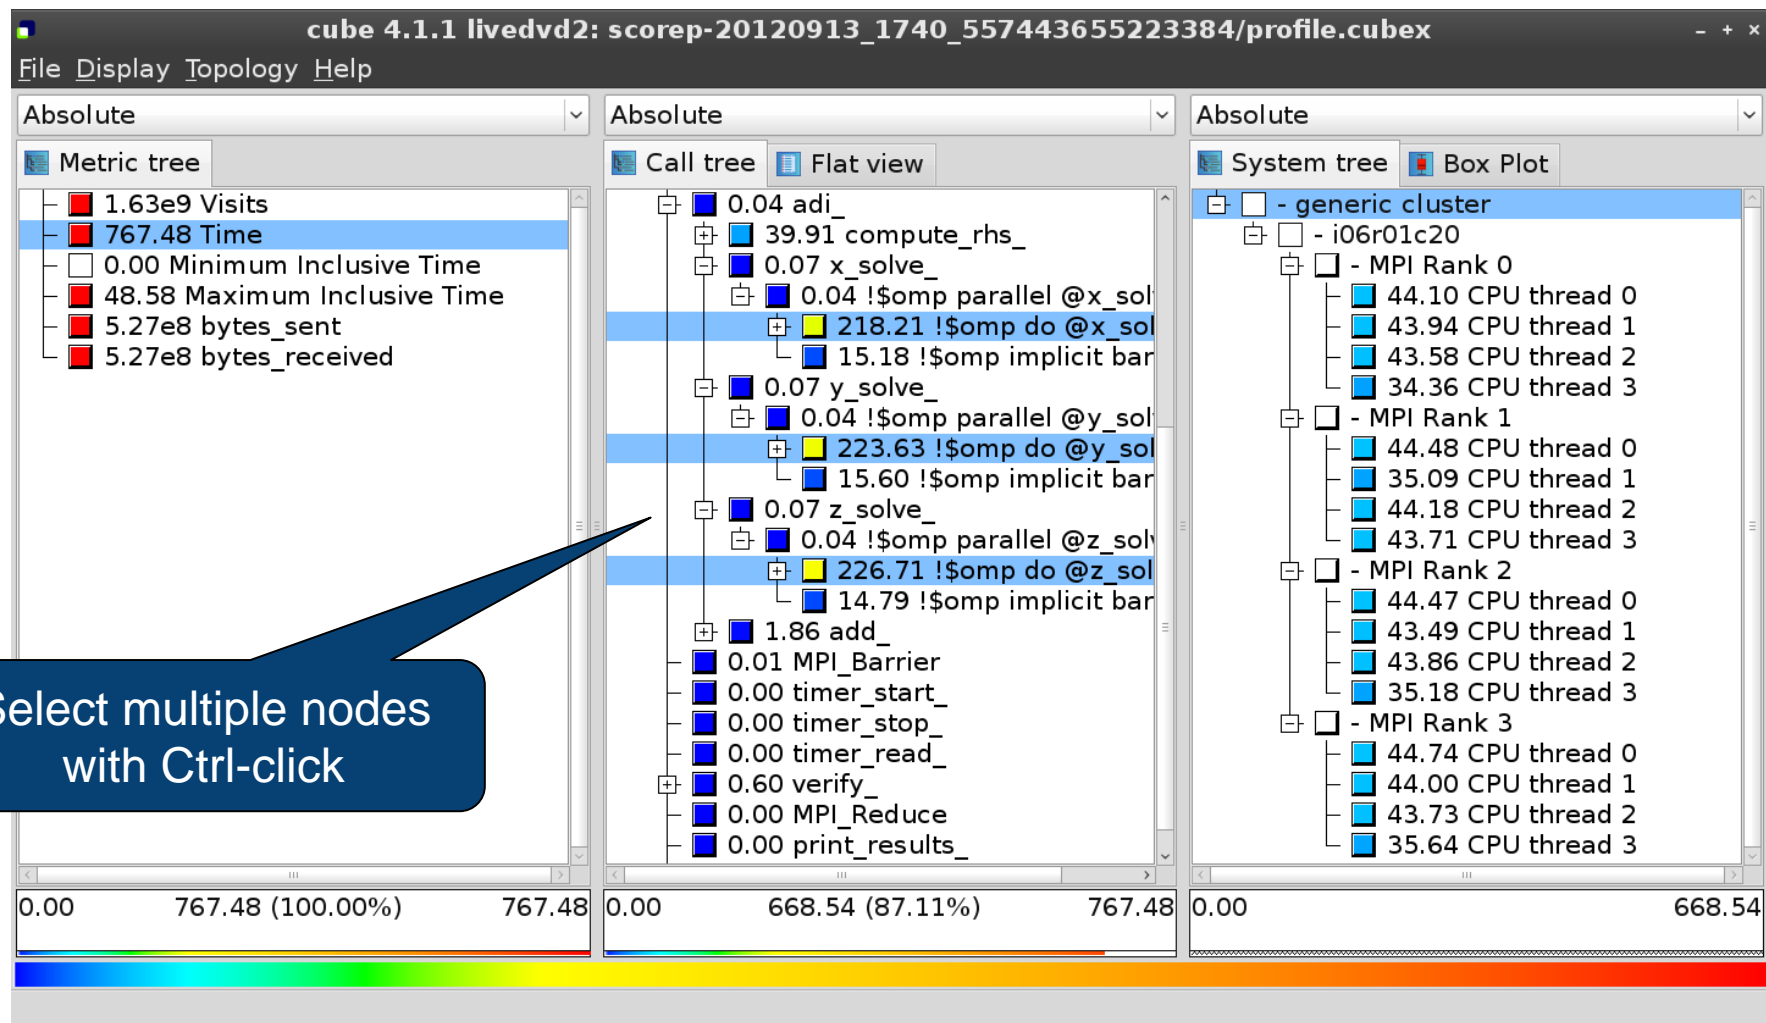 cube 4.1.1 livedvd2: scorep-20120913_1740_557443655223384/profile.cubex
File Display Topology Help
Absolute
Metric tree
1.63e9 Visits
767.48 Time
0.00 Minimum Inclusive Time
48.58 Maximum Inclusive Time
5.27e8 bytes_sent
5.27e8 bytes_received
0.00 767.48 (100.00%) 767.48
Absolute
Call tree Flat view
0.04 adi_
39.91 compute_rhs_
0.07 x_solve_
0.04 !$omp parallel @x_sol
218.21 !$omp do @x_sol
15.18 !$omp implicit bar
0.07 y_solve_
0.04 !$omp parallel @y_sol
223.63 !$omp do @y_sol
15.60 !$omp implicit bar
0.07 z_solve_
0.04 !$omp parallel @z_solv
226.71 !$omp do @z_sol
14.79 !$omp implicit bar
1.86 add_
0.01 MPI_Barrier
0.00 timer_start_
0.00 timer_stop_
0.00 timer_read_
0.60 verify_
0.00 MPI_Reduce
0.00 print_results_
0.00 668.54 (87.11%) 767.48
Absolute
System tree Box Plot
- generic cluster
- i06r01c20
- MPI Rank 0
44.10 CPU thread 0
43.94 CPU thread 1
43.58 CPU thread 2
34.36 CPU thread 3
- MPI Rank 1
44.48 CPU thread 0
35.09 CPU thread 1
44.18 CPU thread 2
43.71 CPU thread 3
- MPI Rank 2
44.47 CPU thread 0
43.49 CPU thread 1
43.86 CPU thread 2
35.18 CPU thread 3
- MPI Rank 3
44.74 CPU thread 0
44.00 CPU thread 1
43.73 CPU thread 2
35.64 CPU thread 3
0.00 668.54
Select multiple nodes
with Ctrl-click